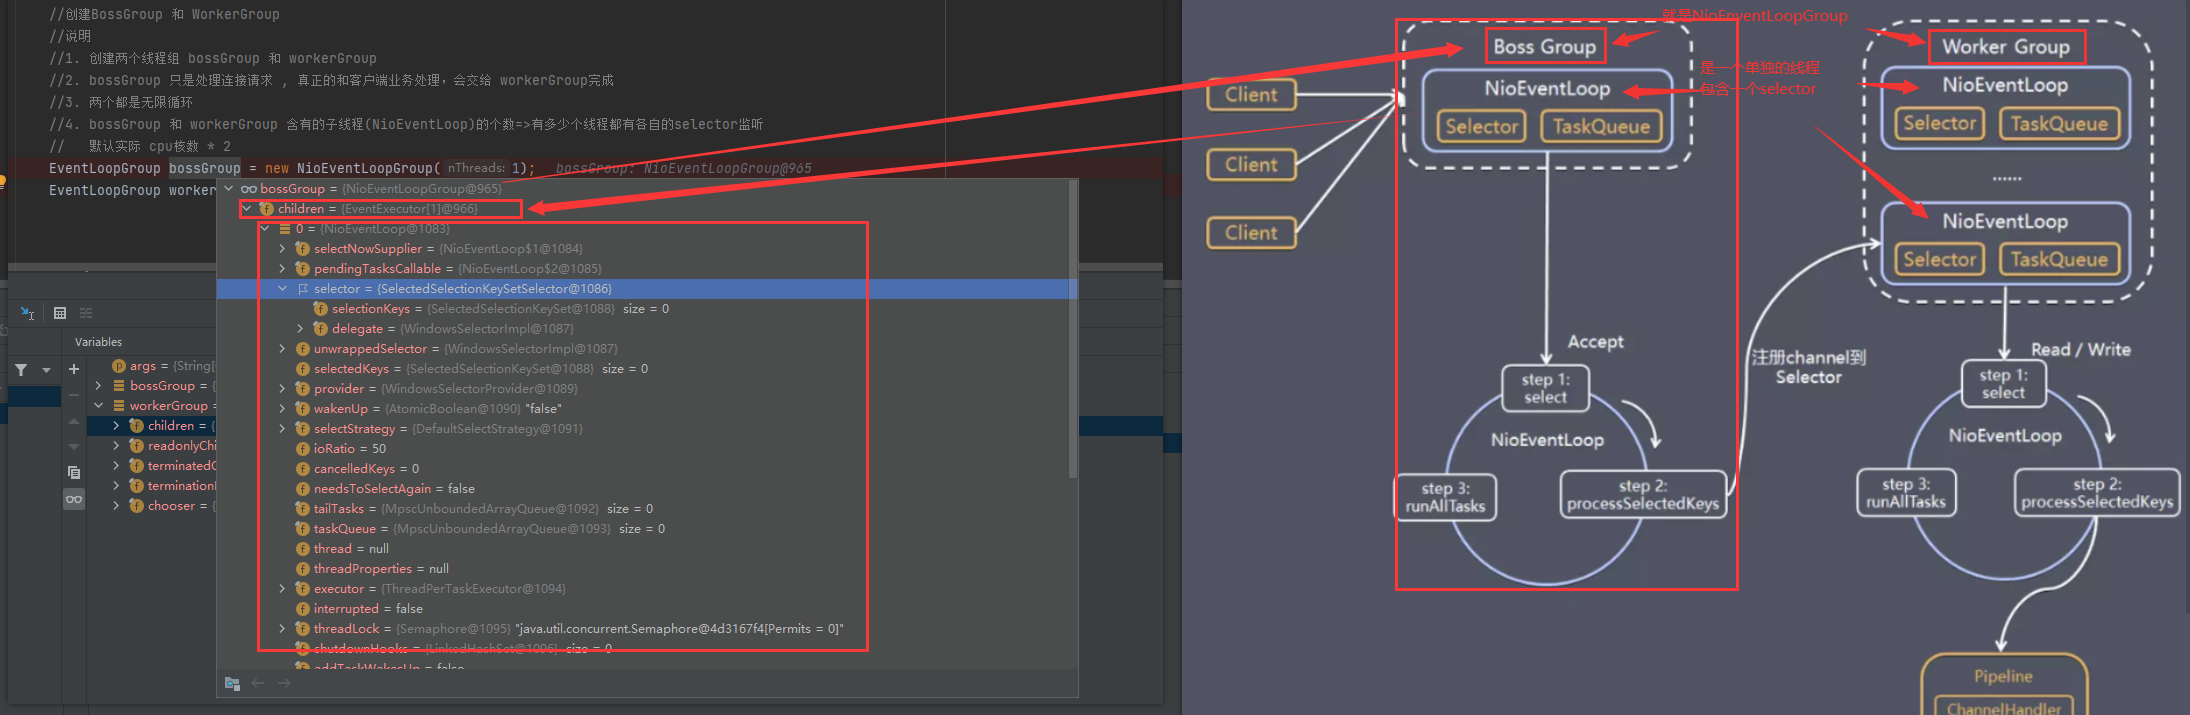 //创建BossGroup 和 WorkerGroup
//说明
//1. 创建两个线程组 bossGroup 和 workerGroup
//2. bossGroup 只是处理连接请求 , 真正的和客户端业务处理，会交给 workerGroup完成
//3. 两个都是无限循环
//4. bossGroup 和 workerGroup 含有的子线程(NioEventLoop)的个数=>有多少个线程都有各自的selector监听
//   默认实际 cpu核数 * 2
EventLoopGroup bossGroup = new NioEventLoopGroup( nThreads: 1);   bossGroup: NioEventLoopGroup@965
EventLoopGroup worker
bossGroup = {NioEventLoopGroup@965}
children = {EventExecutor[1]@966}
0 = {NioEventLoop@1083}
selectNowSupplier = {NioEventLoop$1@1084}
pendingTasksCallable = {NioEventLoop$2@1085}
selector = {SelectedSelectionKeySetSelector@1086}
selectionKeys = {SelectedSelectionKeySet@1088} size = 0
delegate = {WindowsSelectorImpl@1087}
unwrappedSelector = {WindowsSelectorImpl@1087}
selectedKeys = {SelectedSelectionKeySet@1088} size = 0
provider = {WindowsSelectorProvider@1089}
wakenUp = {AtomicBoolean@1090} "false"
selectStrategy = {DefaultSelectStrategy@1091}
ioRatio = 50
cancelledKeys = 0
needsToSelectAgain = false
tailTasks = {MpscUnboundedArrayQueue@1092} size = 0
taskQueue = {MpscUnboundedArrayQueue@1093} size = 0
thread = null
threadProperties = null
executor = {ThreadPerTaskExecutor@1094}
interrupted = false
threadLock = {Semaphore@1095} "java.util.concurrent.Semaphore@4d3167f4[Permits = 0]"
shutdownHooks = {LinkedHashSet@1096} size = 0
addTaskWakesUp = false
Variables
args = {String[
bossGroup = {
workerGroup =
children = {
readonlyChi
terminatedC
terminationF
chooser = {
就是NioEnventLoopGroup
Boss Group
NioEventLoop
Selector
TaskQueue
Client
Client
Client
是一个单独的线程
包含一个selector
Worker Group
NioEventLoop
Selector
TaskQueue
......
NioEventLoop
Selector
TaskQueue
Accept
step 1:
select
NioEventLoop
step 2:
processSelectedKeys
step 3:
runAllTasks
注册channel到
Selector
Read / Write
step 1:
select
NioEventLoop
step 2:
processSelectedKeys
step 3:
runAllTasks
Pipeline
ChannelHandler